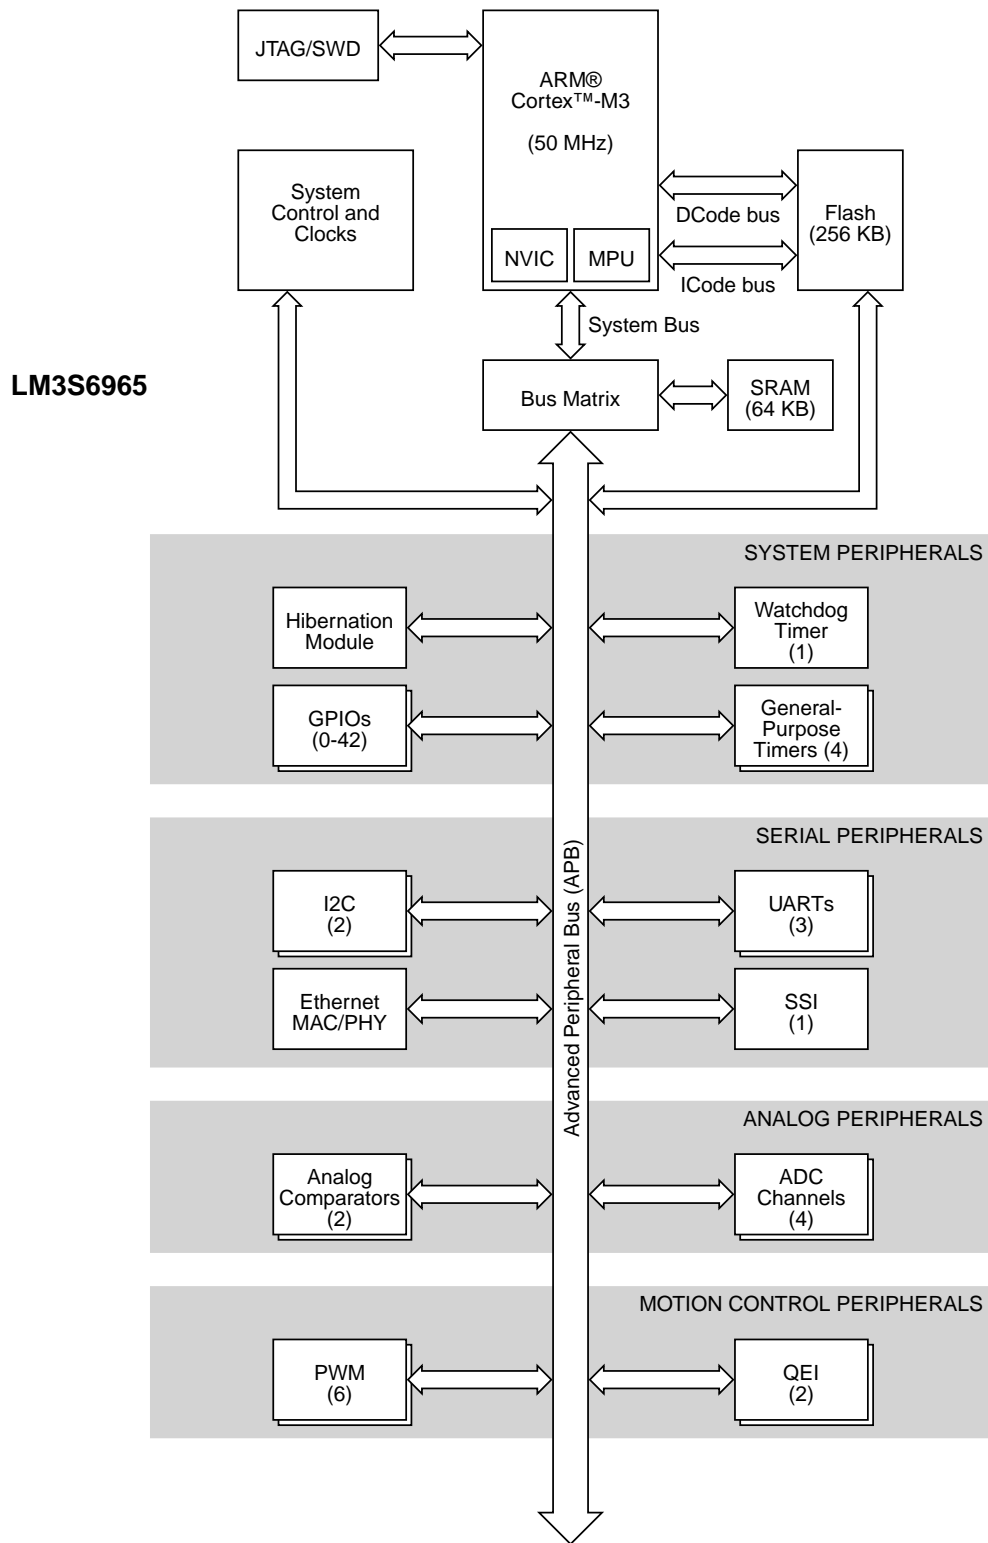 JTAG/SWD
ARM®
Cortex™-M3
(50 MHz)
System
Control and
Clocks
DCode bus
Flash
(256 KB)
NVIC
MPU
ICode bus
System Bus
LM3S6965
Bus Matrix
SRAM
(64 KB)
SYSTEM PERIPHERALS
Hibernation
Module
Watchdog
Timer
(1)
GPIOs
(0-42)
General-
Purpose
Timers (4)
Advanced Peripheral Bus (APB)
SERIAL PERIPHERALS
I2C
(2)
UARTs
(3)
Ethernet
MAC/PHY
SSI
(1)
ANALOG PERIPHERALS
Analog
Comparators
(2)
ADC
Channels
(4)
MOTION CONTROL PERIPHERALS
PWM
(6)
QEI
(2)